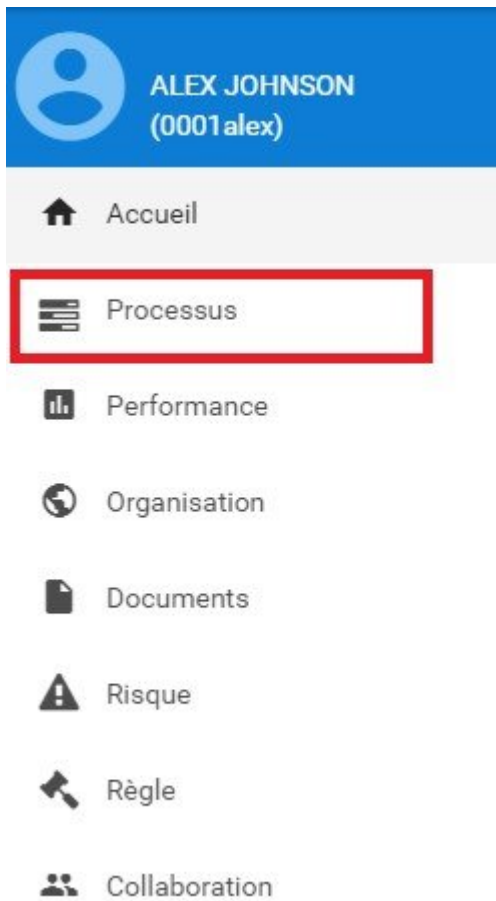 ALEX JOHNSON
(0001alex)
Accueil
Processus
Performance
Organisation
Documents
Risque
Règle
Collaboration